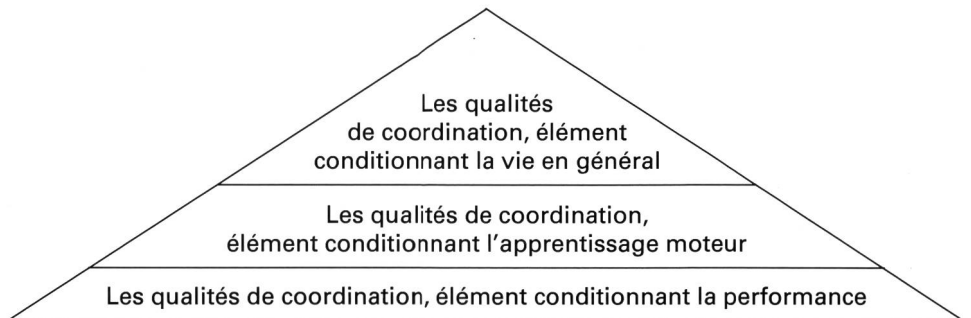 Les qualités
de coordination, élément
conditionnant la vie en général
Les qualités de coordination,
élément conditionnant l'apprentissage moteur
Les qualités de coordination, élément conditionnant la performance